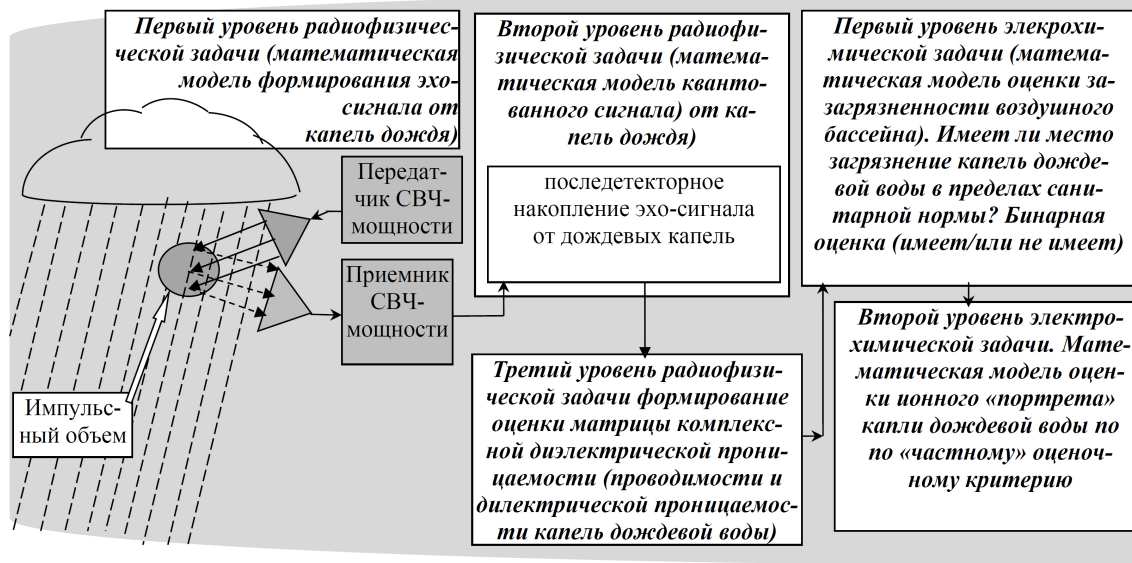 Первый уровень радиофизичес-
ческой задачи (математическая
модель формирования эхо-
сигнала от
капель дождя)
Передат-
чик СВЧ-
мощности
Приемник
СВЧ-
мощности
Импульс-
ный объем
Второй уровень радиофи-
зической задачи (матема-
тическая модель квантo-
ванного сигнала) от ка-
пель дождя)
последетекторное
накопление эхо-сигнала
от дождевых капель
Третий уровень радиофизи-
ческой задачи формирование
оценки матрицы комплекс-
ной диэлектрической прони-
цаемости (проводимости и
дилектрической проницаемос-
ти капель дождевой воды)
Первый уровень элекрохи-
мической задачи (матема-
тическая модель оценки за-
загрязненности воздушного
бассейна). Имеет ли место
загрязнение капель дожде-
вой воды в пределах сани-
тарной нормы? Бинарная
оценка (имеет/или не имеет)
Второй уровень электро-
химической задачи. Мате-
матическая модель оцен-
ки ионного «портрета»
капли дождевой воды по
по «частному» оценоч-
ному критерию